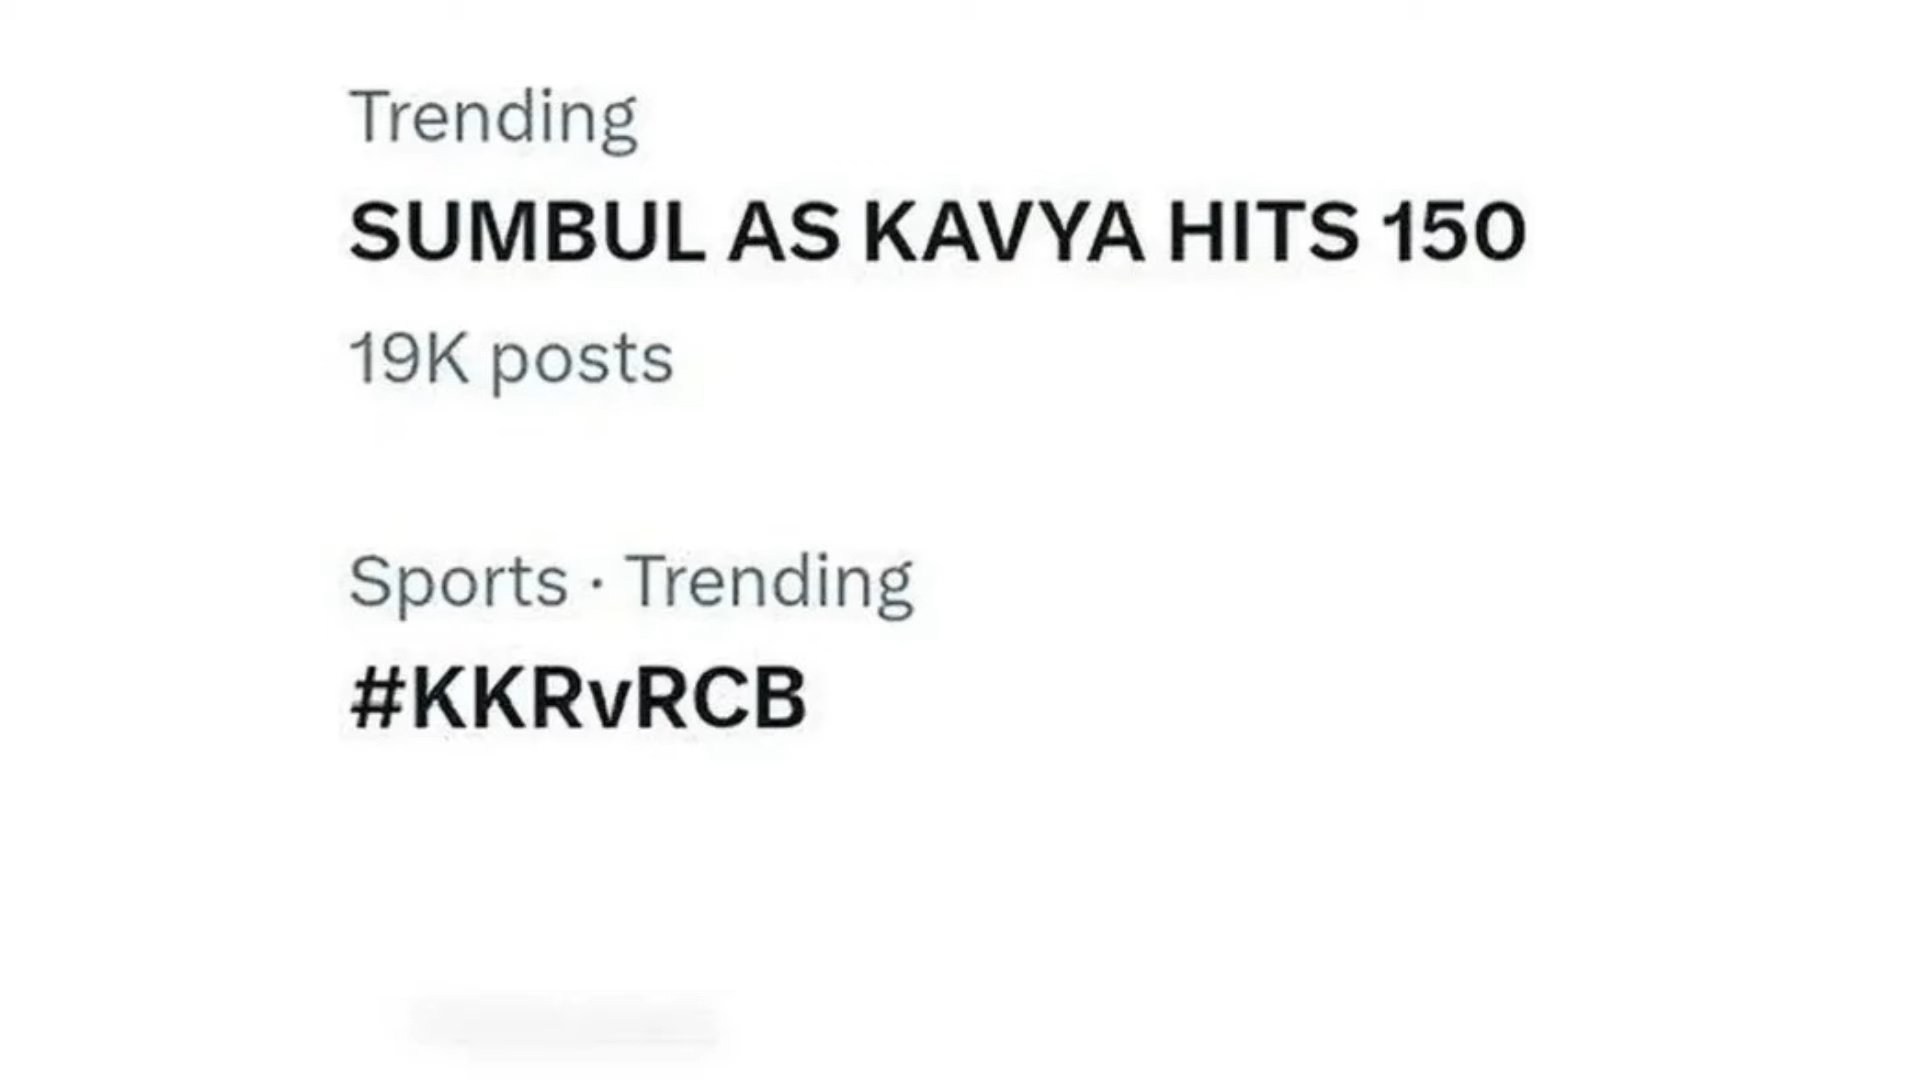 Trending
SUMBUL AS KAVYA HITS 150
19K posts
Sports · Trending
#KKRvRCB